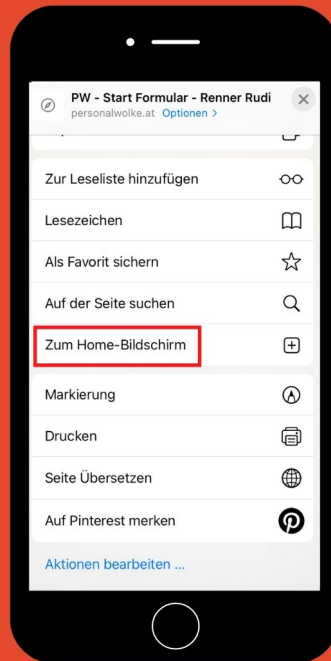 PW - Start Formular - Renner Rudi
personalwolke.at Optionen >
Zur Leseliste hinzufügen
Lesezeichen
Als Favorit sichern
Auf der Seite suchen
Zum Home-Bildschirm
Markierung
Drucken
Seite Übersetzen
Auf Pinterest merken
Aktionen bearbeiten ...